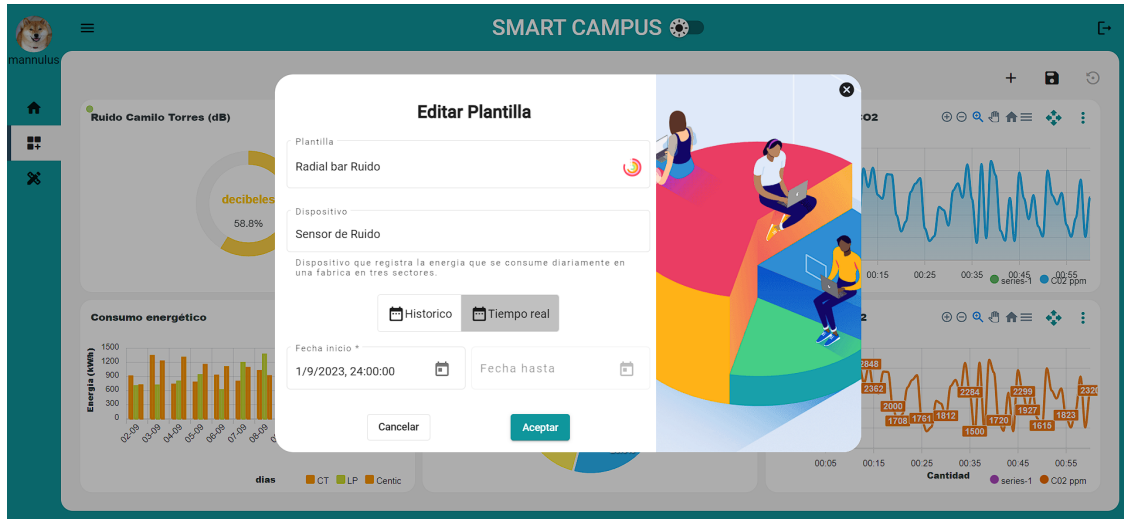 SMART CAMPUS
mannulus
Ruido Camilo Torres (dB)
decibeles
58.8%
Editar Plantilla
Plantilla
Radial bar Ruido
Dispositivo
Sensor de Ruido
Dispositivo que registra la energia que se consume diariamente en
una fabrica en tres sectores.
Historico
Tiempo real
Fecha inicio *
1/9/2023, 24:00:00
Fecha hasta
Cancelar
Aceptar
CO2
00:15 00:25 00:35 00:45 00:55
series-1 C02 ppm
Consumo energético
Energia (kW/h)
1500
1200
900
600
300
0
02-09 03-09 04-09 05-09 06-09 07-09 08-09
dias
CT LP Centic
2
2848
2362
2000
1708
1761
1812
2284
1500
1720
2299
1927
1615
1823
2320
00:05 00:15 00:25 00:35 00:45 00:55
Cantidad
series-1 C02 ppm